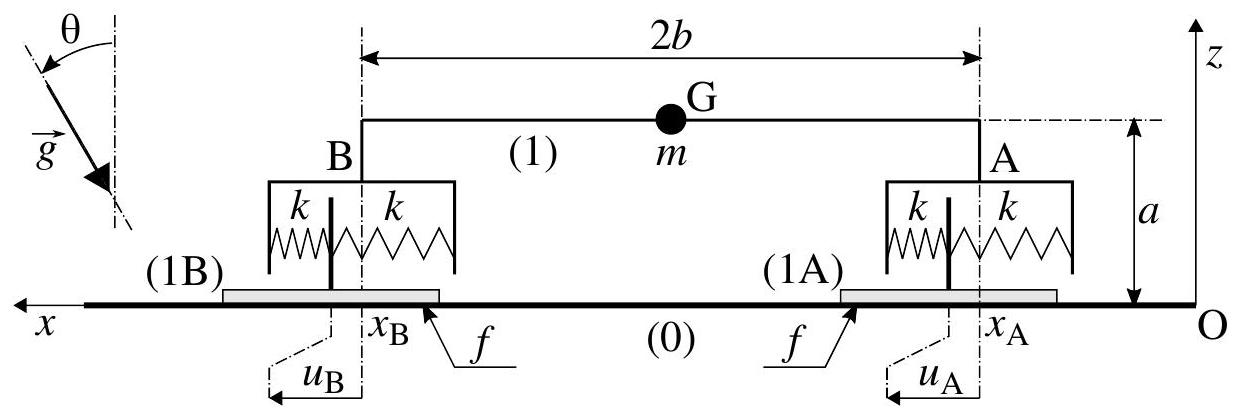 θ
2b
z
G
g
B
(1)
m
A
k
k
k
k
a
(1B)
(1A)
x
x_B
f
(0)
f
x_A
O
u_B
u_A